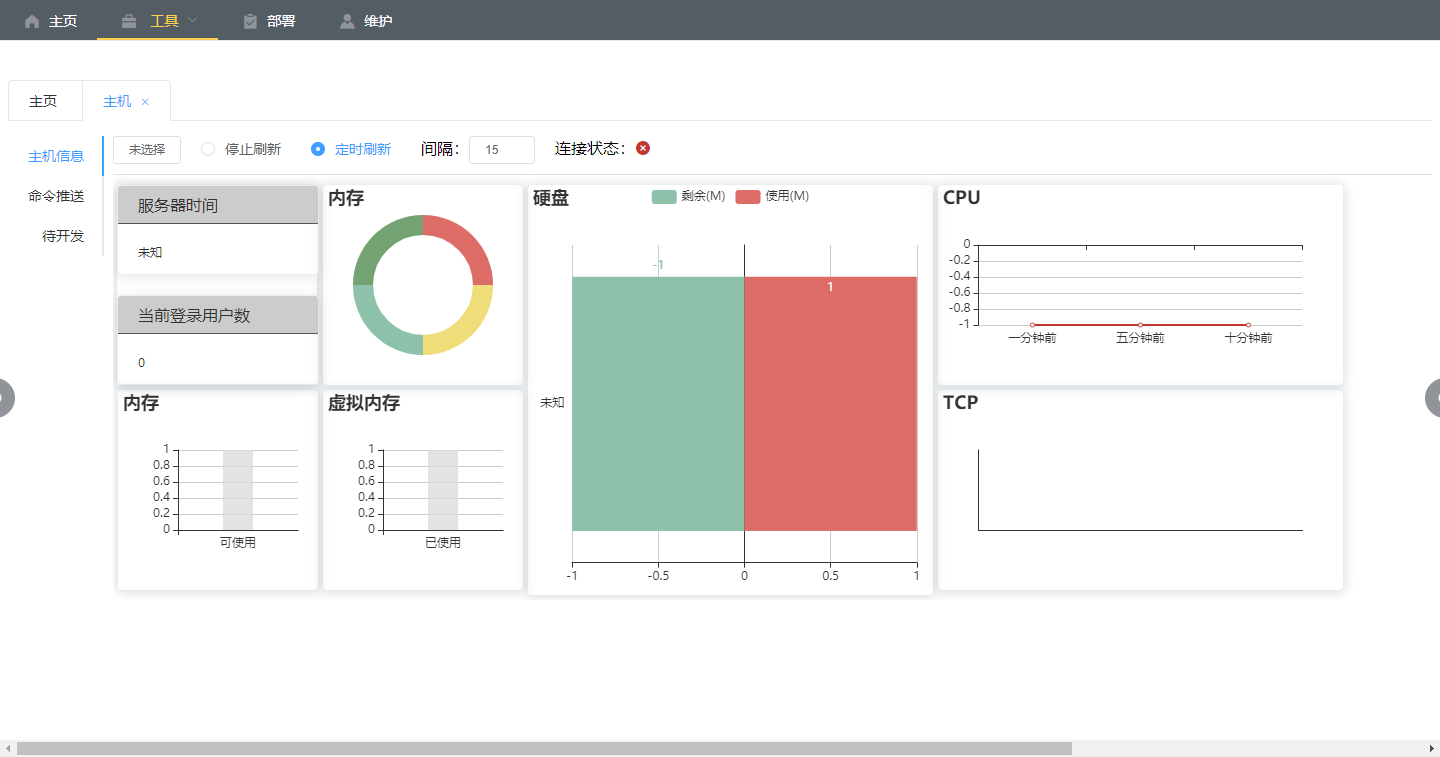 主页 工具 部署 维护
主页 主机
主机信息
命令推送
待开发
未选择 停止刷新 定时刷新 间隔： 15 连接状态：
服务器时间
未知
当前登录用户数
0
内存
硬盘
剩余(M) 使用(M)
-1
1
未知
-1 -0.5 0 0.5 1
CPU
0
-0.2
-0.4
-0.6
-0.8
-1
一分钟前 五分钟前 十分钟前
内存
1
0.8
0.6
0.4
0.2
0
可使用
虚拟内存
1
0.8
0.6
0.4
0.2
0
已使用
TCP